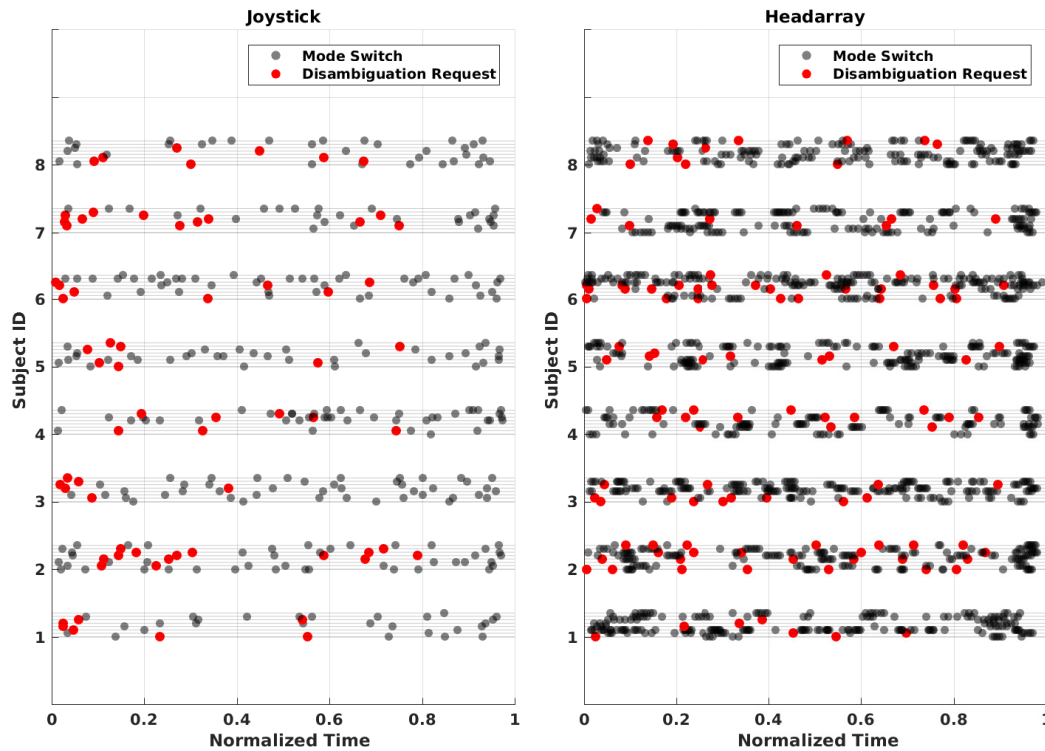 Joystick
Mode Switch
Disambiguation Request
Subject ID
8
7
6
5
4
3
2
1
0 0.2 0.4 0.6 0.8 1
Normalized Time
Headarray
Mode Switch
Disambiguation Request
Subject ID
8
7
6
5
4
3
2
1
0 0.2 0.4 0.6 0.8 1
Normalized Time